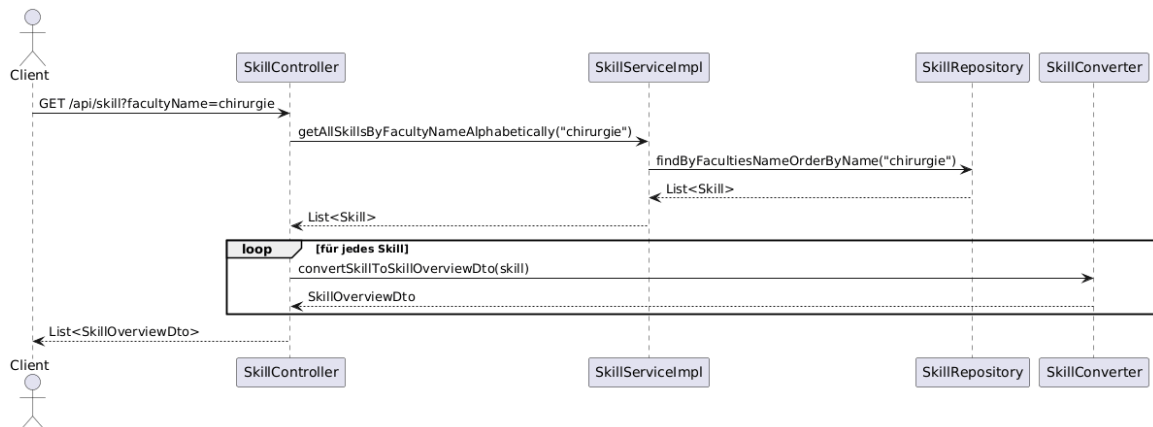 Client
SkillController
SkillServiceImpl
SkillRepository
SkillConverter
GET /api/skill?facultyName=chirurgie
getAllSkillsByFacultyNameAlphabetically("chirurgie")
findByFacultiesNameOrderByName("chirurgie")
List<Skill>
List<Skill>
loop [für jedes Skill]
convertSkillToSkillOverviewDto(skill)
SkillOverviewDto
List<SkillOverviewDto>
Client
SkillController
SkillServiceImpl
SkillRepository
SkillConverter